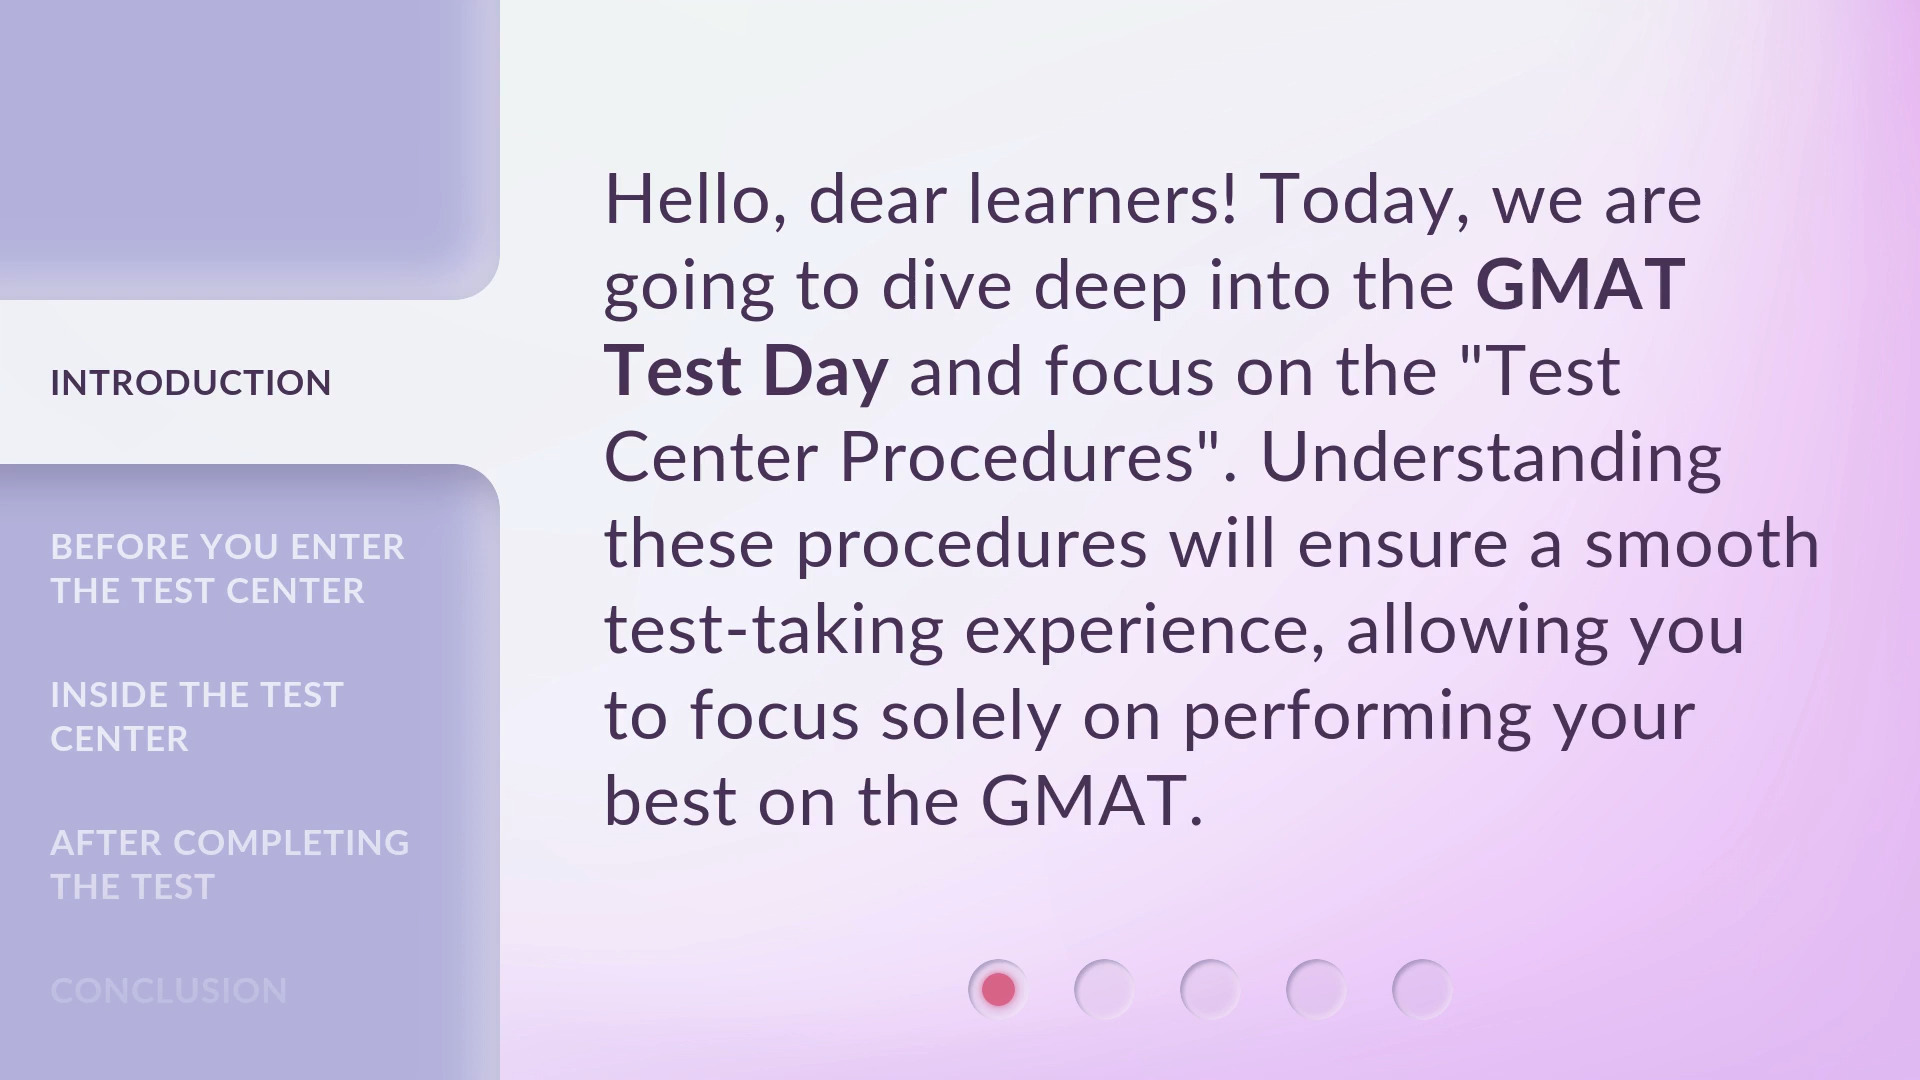 INTRODUCTION
BEFORE YOU ENTER
THE TEST CENTER
INSIDE THE TEST
CENTER
AFTER COMPLETING
THE TEST
CONCLUSION
Hello, dear learners! Today, we are
going to dive deep into the GMAT
Test Day and focus on the "Test
Center Procedures". Understanding
these procedures will ensure a smooth
test-taking experience, allowing you
to focus solely on performing your
best on the GMAT.